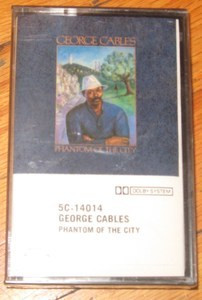 GEORGE CABLES
PHANTOM OF THE CITY
DOLBY SYSTEM
SC-14014
GEORGE CABLES
PHANTOM OF THE CITY